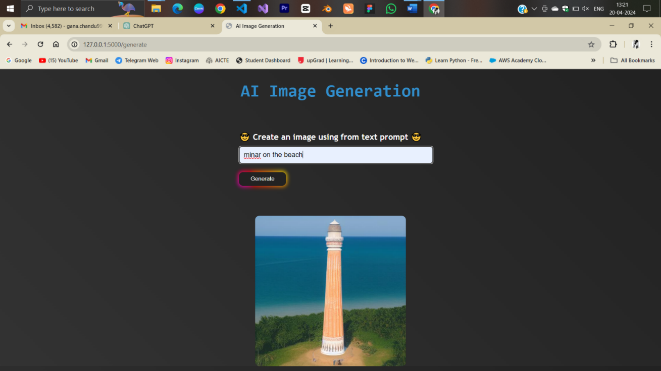 Type here to search
ENG
13:21
20-04-2024
Inbox (4,582) - gana.chandu8
ChatGPT
AI Image Generation
127.0.0.1:5000/generate
Google
(15) YouTube
Gmail
Telegram Web
Instagram
AICTE
Student Dashboard
upGrad | Learning...
Introduction to We...
Learn Python - Fre...
AWS Academy Clo...
All Bookmarks
AI Image Generation
Create an image using from text prompt
minar on the beach
Generate